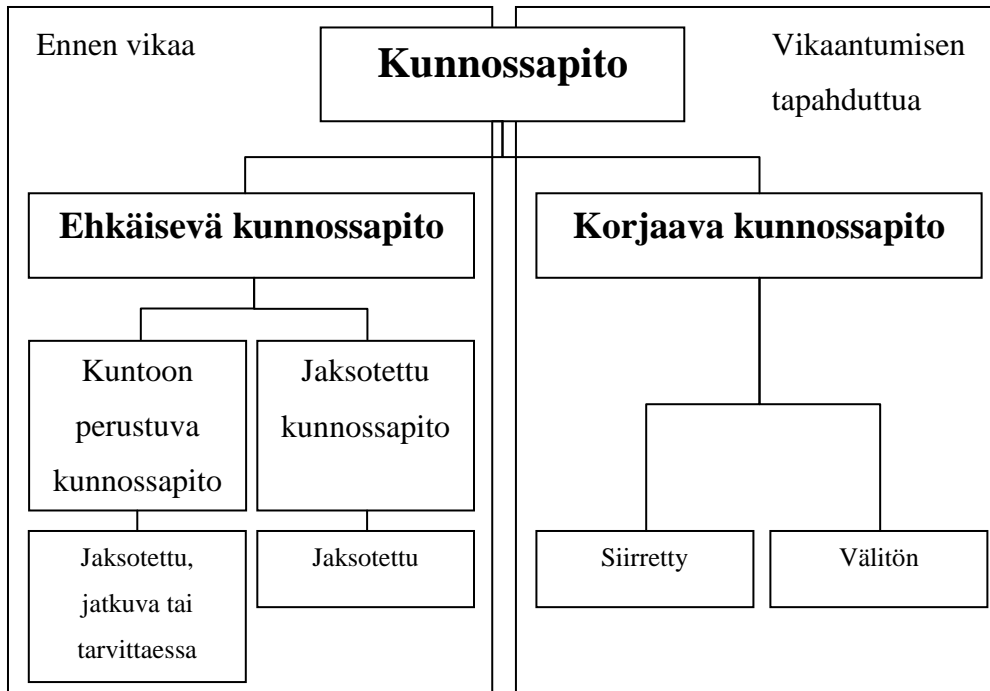 Ennen vikaa
Kunnossapito
Vikaantumisen
tapahduttua
Ehkäisevä kunnossapito
Korjaava kunnossapito
Kuntoon
perustuva
kunnossapito
Jaksotettu
kunnossapito
Jaksotettu,
jatkuva tai
tarvittaessa
Jaksotettu
Siirretty
Välitön